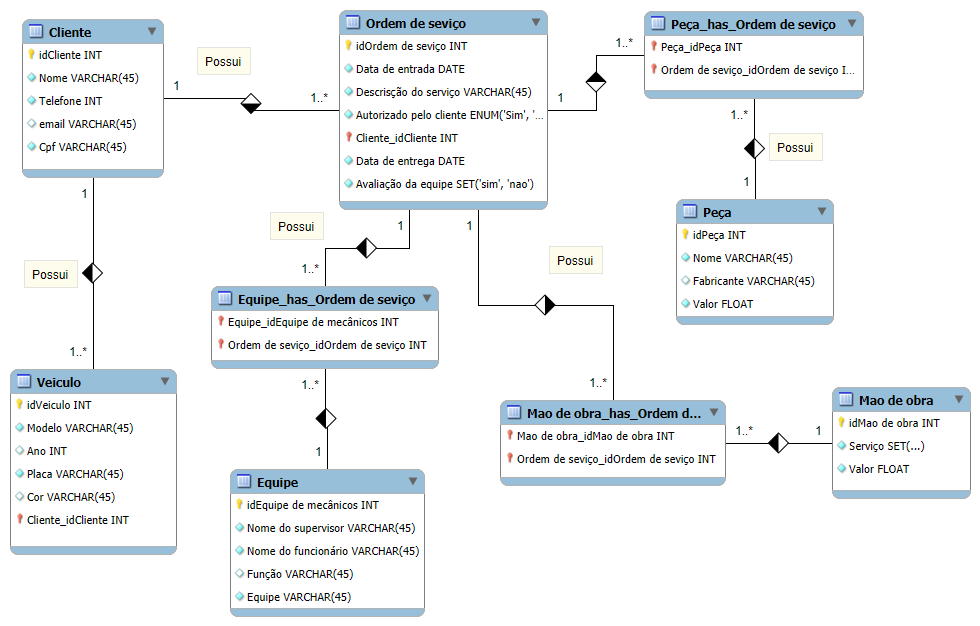 Cliente
idCliente INT
Nome VARCHAR(45)
Telefone INT
email VARCHAR(45)
Cpf VARCHAR(45)
Possui
1
1..*
Ordem de seviço
idOrdem de seviço INT
Data de entrada DATE
Descrisção do serviço VARCHAR(45)
Autorizado pelo cliente ENUM('Sim', '...
Cliente_idCliente INT
Data de entrega DATE
Avaliação da equipe SET('sim', 'nao')
1
1..*
Peça_has_Ordem de seviço
Peça_idPeça INT
Ordem de seviço_idOrdem de seviço I...
1..*
Possui
1
Peça
idPeça INT
Nome VARCHAR(45)
Fabricante VARCHAR(45)
Valor FLOAT
1
Possui
1..*
Veiculo
idVeiculo INT
Modelo VARCHAR(45)
Ano INT
Placa VARCHAR(45)
Cor VARCHAR(45)
Cliente_idCliente INT
1
Possui
1..*
Equipe_has_Ordem de seviço
Equipe_idEquipe de mecânicos INT
Ordem de seviço_idOrdem de seviço INT
1..*
1
Equipe
idEquipe de mecânicos INT
Nome do supervisor VARCHAR(45)
Nome do funcionário VARCHAR(45)
Função VARCHAR(45)
Equipe VARCHAR(45)
1
Possui
1..*
Mao de obra_has_Ordem d...
Mao de obra_idMao de obra INT
Ordem de seviço_idOrdem de seviço INT
1..*
1
Mao de obra
idMao de obra INT
Serviço SET(...)
Valor FLOAT